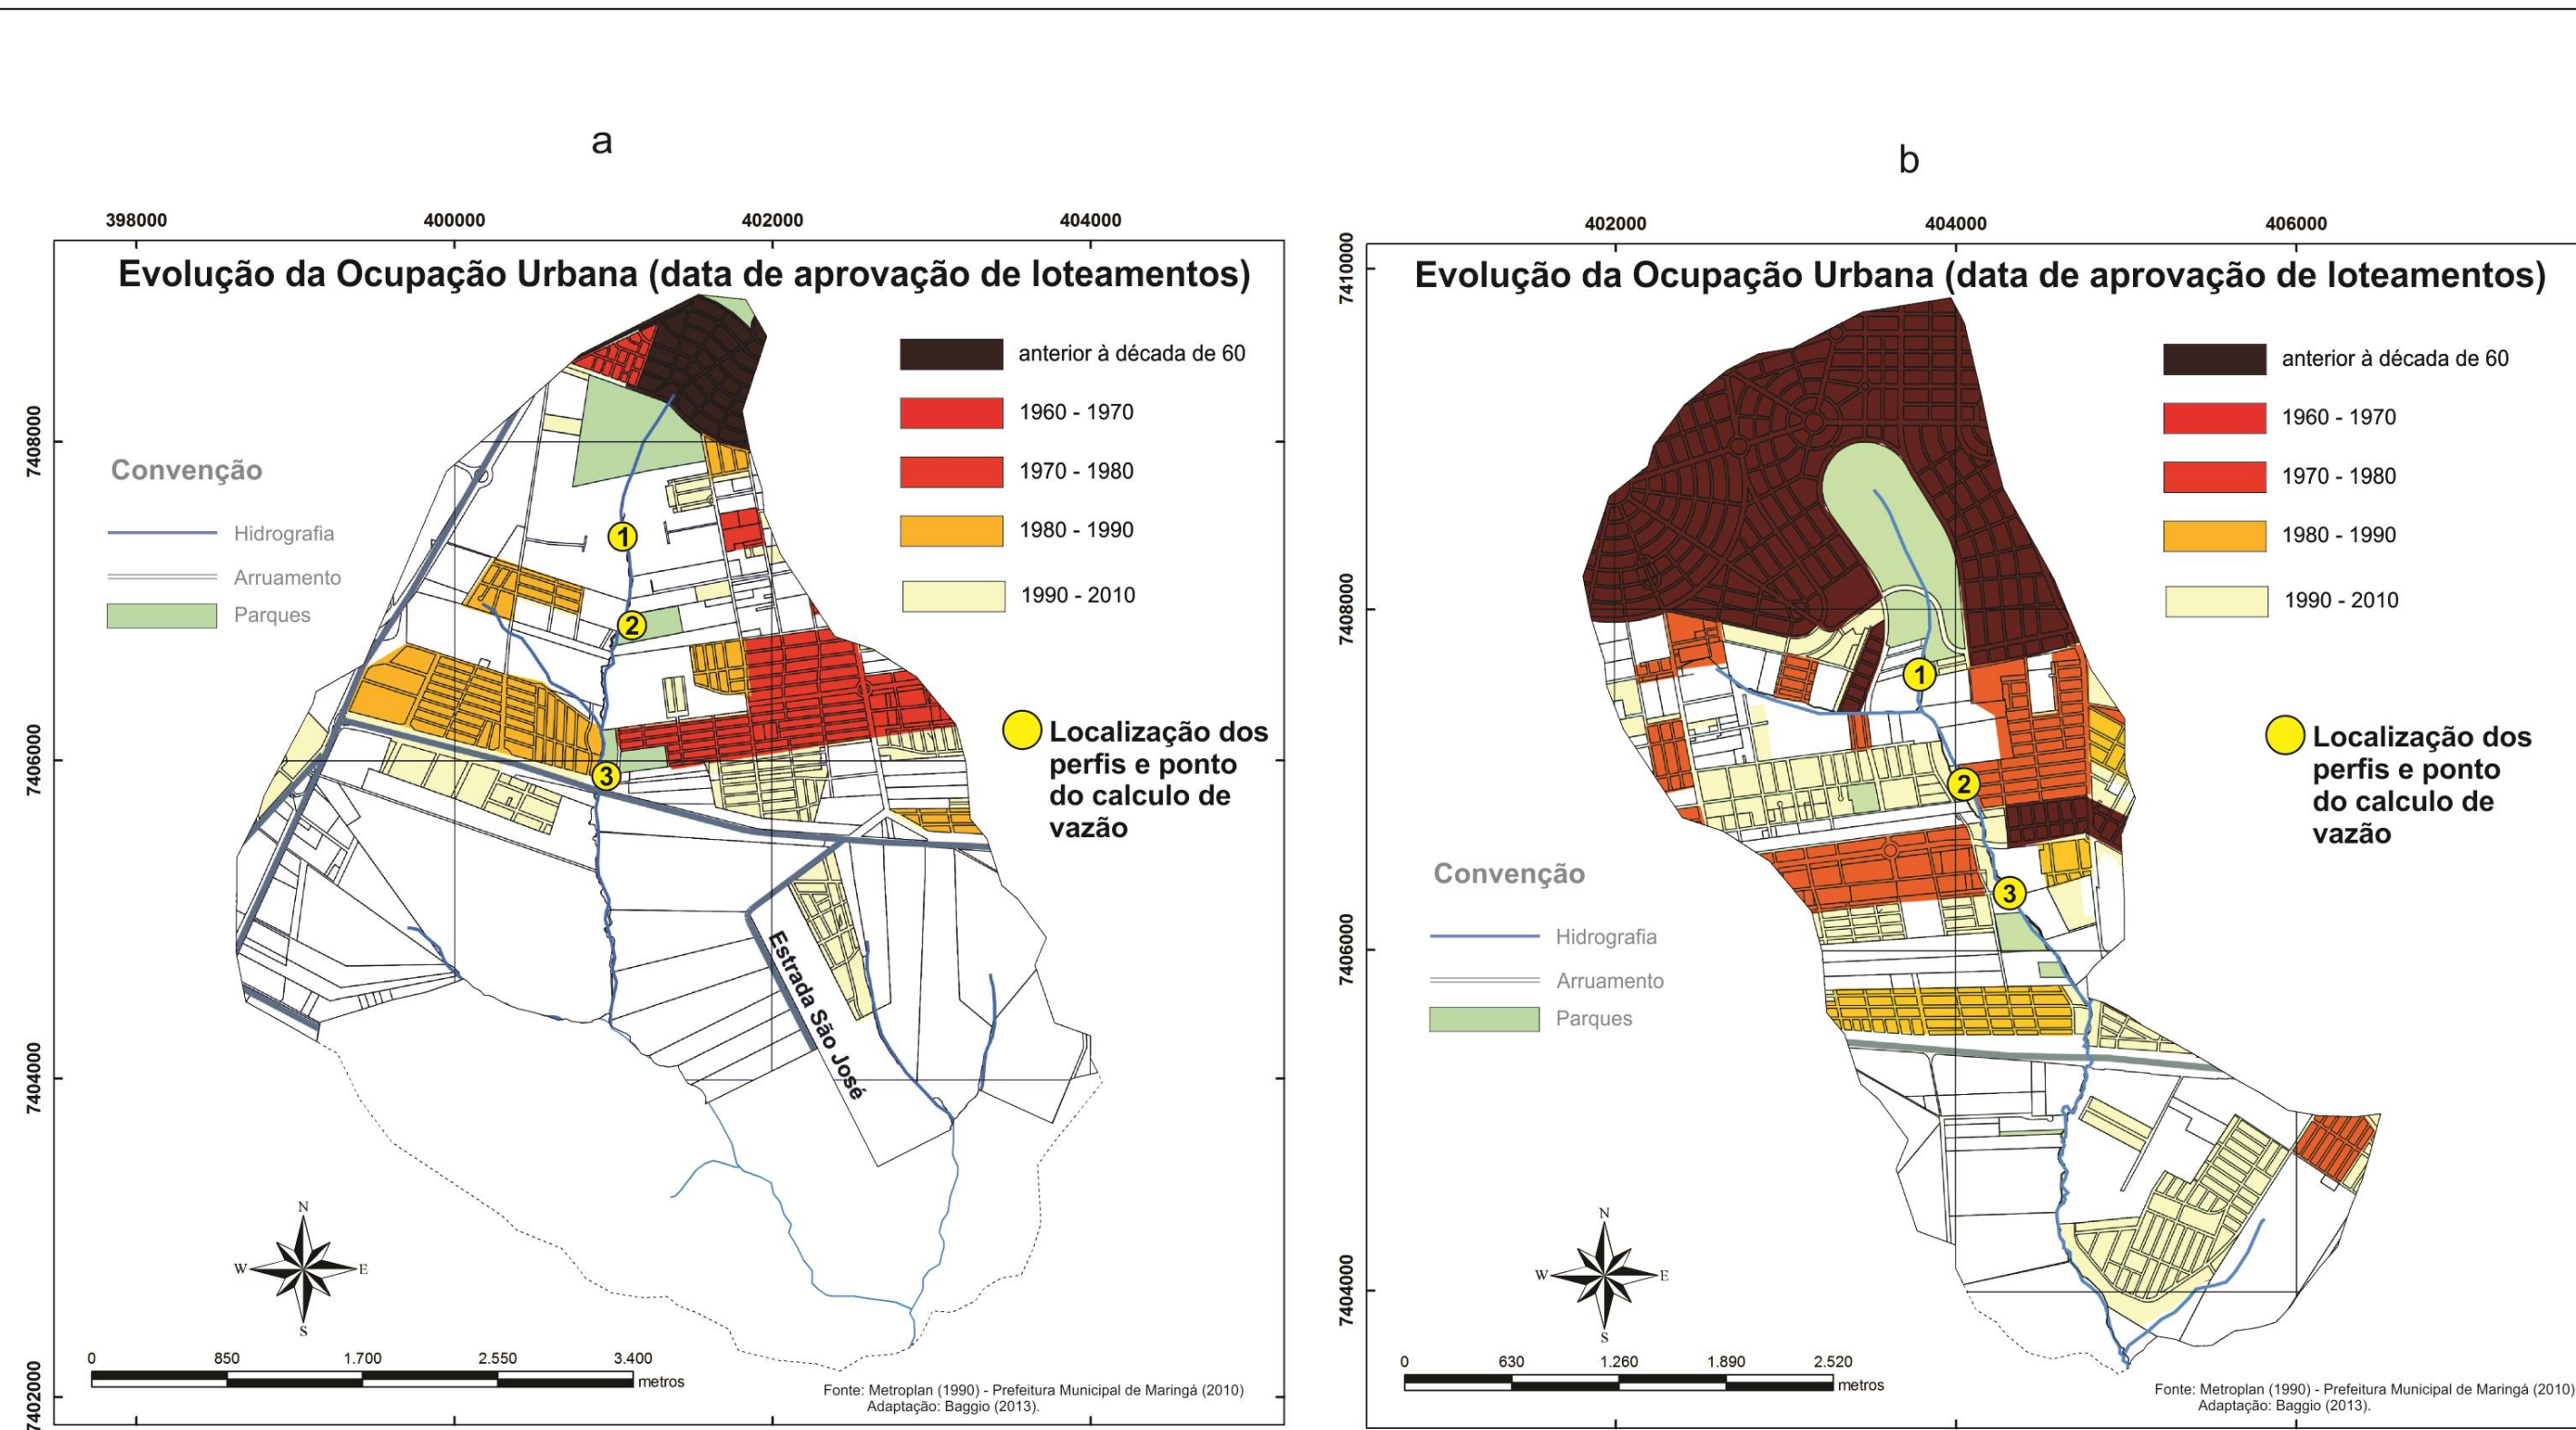 a
398000
400000
402000
404000
Evolução da Ocupação Urbana (data de aprovação de loteamentos)
anterior à década de 60
1960 - 1970
1970 - 1980
1980 - 1990
1990 - 2010
Convenção
Hidrografia
Arruamento
Parques
7408000
7406000
7404000
7402000
1
2
3
Localização dos
perfis e ponto
do calculo de
vazão
Estrada São José
N
W
E
S
0
850
1.700
2.550
3.400
metros
Fonte: Metroplan (1990) - Prefeitura Municipal de Maringá (2010)
Adaptação: Baggio (2013).
b
402000
404000
406000
Evolução da Ocupação Urbana (data de aprovação de loteamentos)
anterior à década de 60
1960 - 1970
1970 - 1980
1980 - 1990
1990 - 2010
7410000
7408000
7406000
7404000
1
2
3
Localização dos
perfis e ponto
do calculo de
vazão
Convenção
Hidrografia
Arruamento
Parques
N
W
E
S
0
630
1.260
1.890
2.520
metros
Fonte: Metroplan (1990) - Prefeitura Municipal de Maringá (2010)
Adaptação: Baggio (2013).